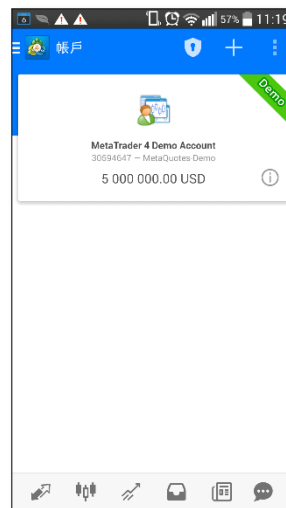 57% 11:19
帳戶
Demo
MetaTrader 4 Demo Account
30594647 — MetaQuotes-Demo
5 000 000.00 USD